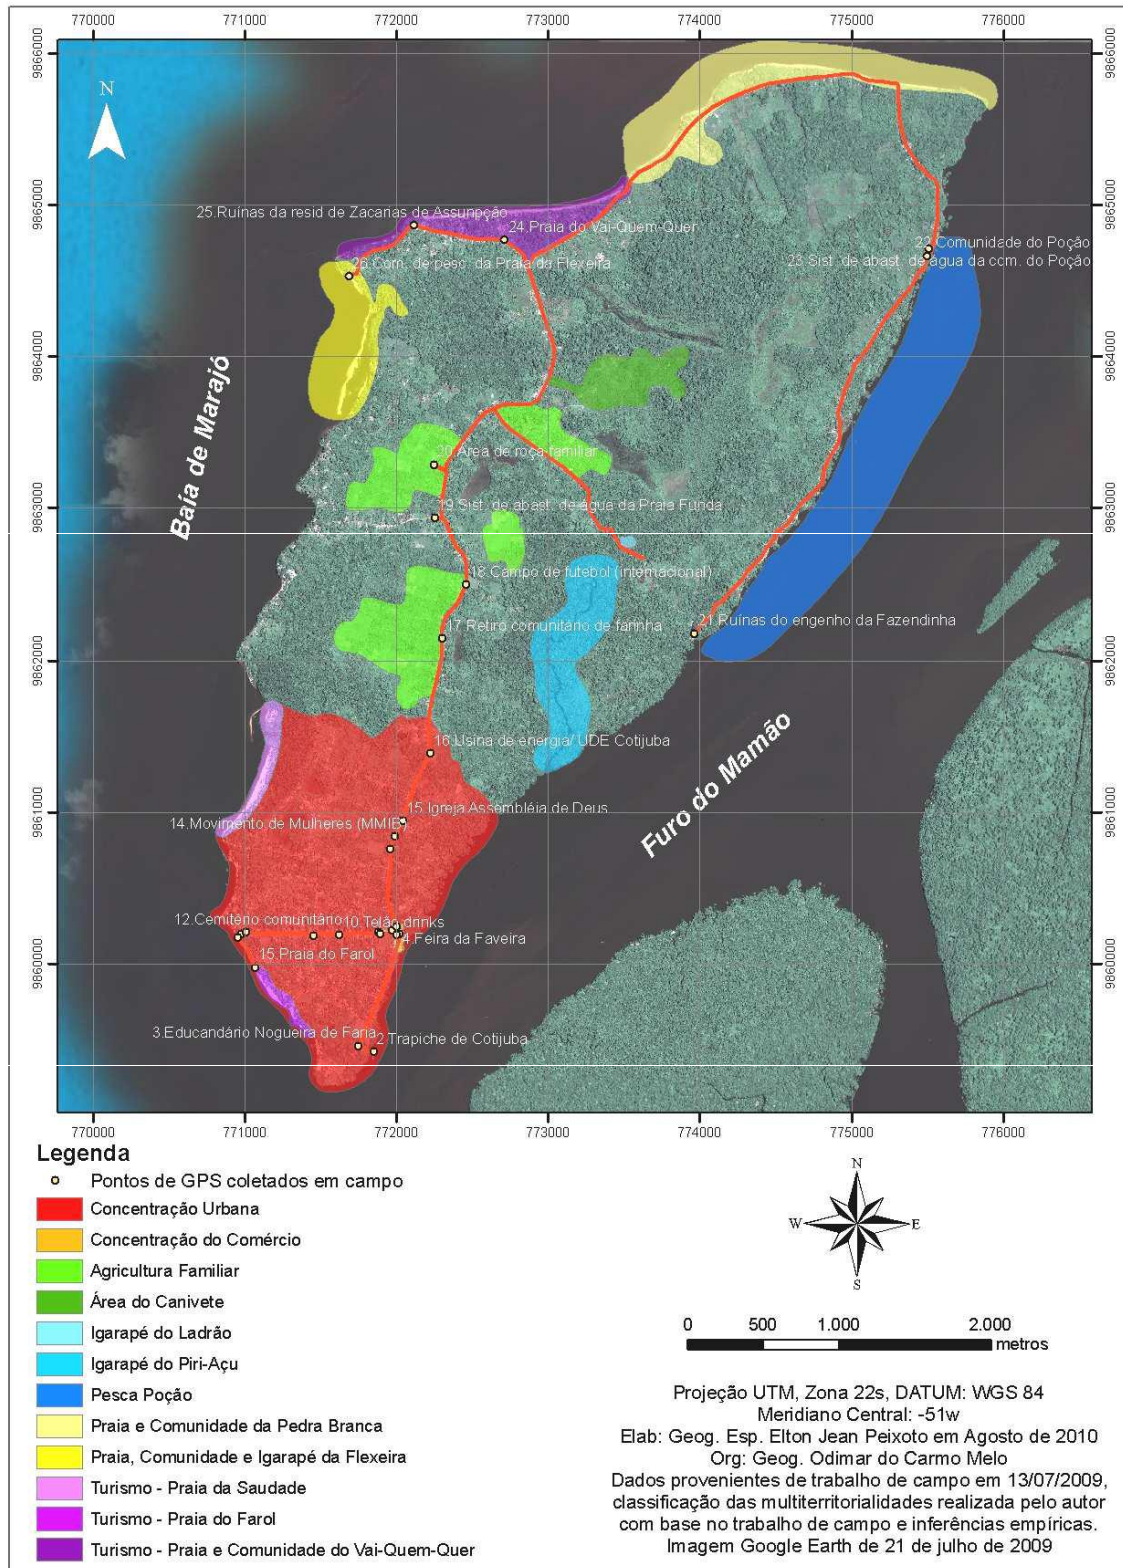 770000 771000 772000 773000 774000 775000 776000
9866000 9866000
N
9865000 9865000
25.Ruínas da resid de Zacarias de Assunpção
24.Praia do Vai-Quem-Quer
22.Comunidade do Poção
26.Com. de pesc. da Praia do Flexeira
23.Sist. de abast. de água da com. do Poção
9864000 9864000
Baía de Marajó
20.Área de roça familiar
19.Sist. de abast. de água da Praia Funda
9863000 9863000
18.Campo de futebol (internacional)
17.Retiro comunitário de farinha
21.Ruínas do engenho da Fazendinha
9862000 9862000
16.Usina de energia/ UDE Cotijuba
Furo do Mamão
15.Igreja Assembléia de Deus
9861000 9861000
14.Movimento de Mulheres (MMIB)
12.Cemitério comunitário
10.Telão drinks
4.Feira da Faveira
15.Praia do Farol
9860000 9860000
3.Educandário Nogueira de Faria
2 Trapiche de Cotijuba
770000 771000 772000 773000 774000 775000 776000
Legenda
Pontos de GPS coletados em campo
Concentração Urbana
Concentração do Comércio
Agricultura Familiar
Área do Canivete
Igarapé do Ladrão
Igarapé do Piri-Açu
Pesca Poção
Praia e Comunidade da Pedra Branca
Praia, Comunidade e Igarapé da Flexeira
Turismo - Praia da Saudade
Turismo - Praia do Farol
Turismo - Praia e Comunidade do Vai-Quem-Quer
N
W E
S
0 500 1.000 2.000
metros
Projeção UTM, Zona 22s, DATUM: WGS 84
Meridiano Central: -51w
Elab: Geog. Esp. Elton Jean Peixoto em Agosto de 2010
Org: Geog. Odimar do Carmo Melo
Dados provenientes de trabalho de campo em 13/07/2009,
classificação das multiterritorialidades realizada pelo autor
com base no trabalho de campo e inferências empíricas.
Imagem Google Earth de 21 de julho de 2009